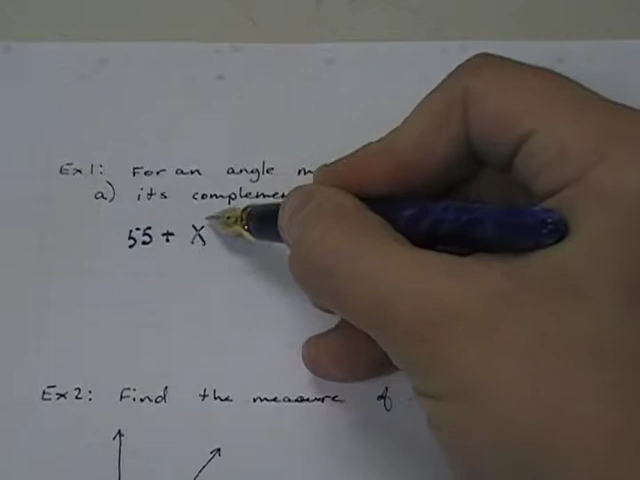 Ex1: For an angle
a) its
55+ X
Ex2: Find the measure of